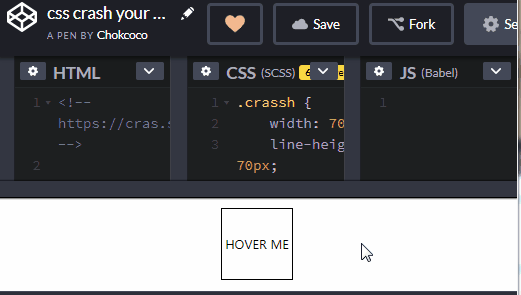 css crash your ...
A PEN BY Chokcoco
Save
Fork
HTML
CSS (SCSS)
JS (Babel)
1 <!--
https://cras.
-->
2
1 .crassh {
2 width: 70
3 line-heig
70px;
1
HOVER ME